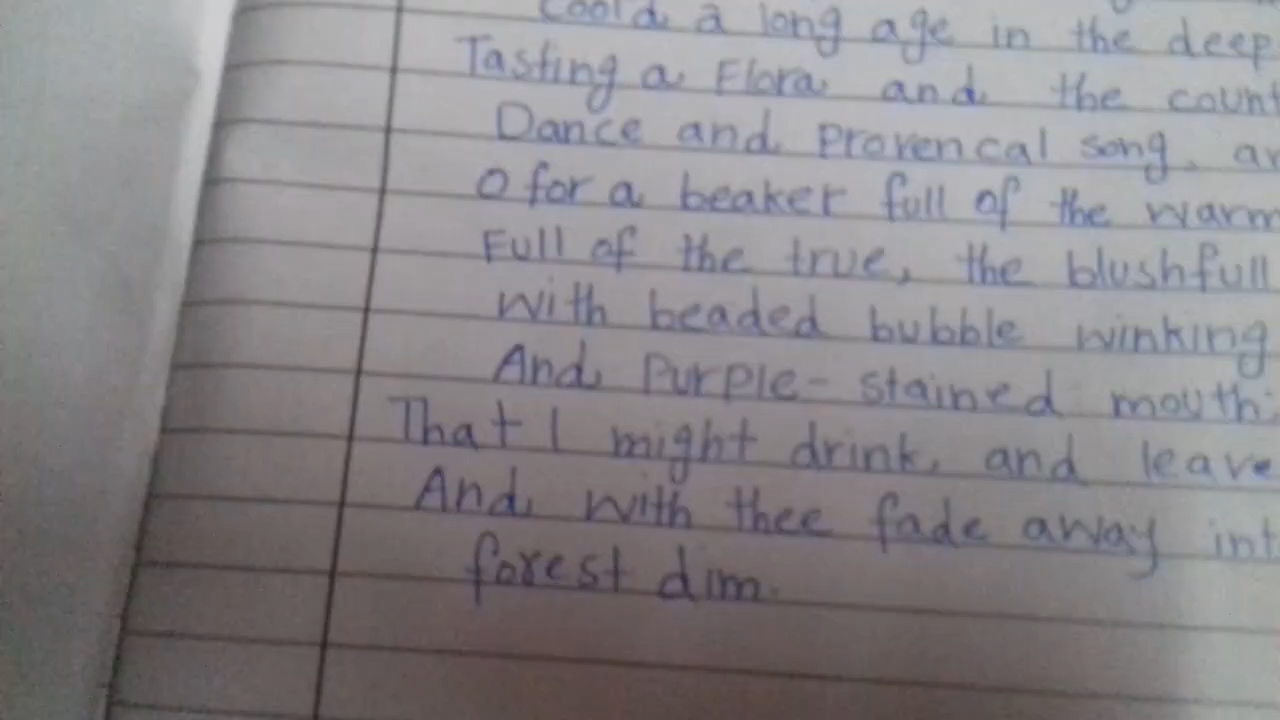 Coold a long age in the deep
Tasting a Flora and the count
Dance and provencal song, ar
O for a beaker full of the warm
Full of the true, the blushfull
With beaded bubble winking
And Purple-stained mouth;
That I might drink, and leave
And with thee fade away int
forest dim.